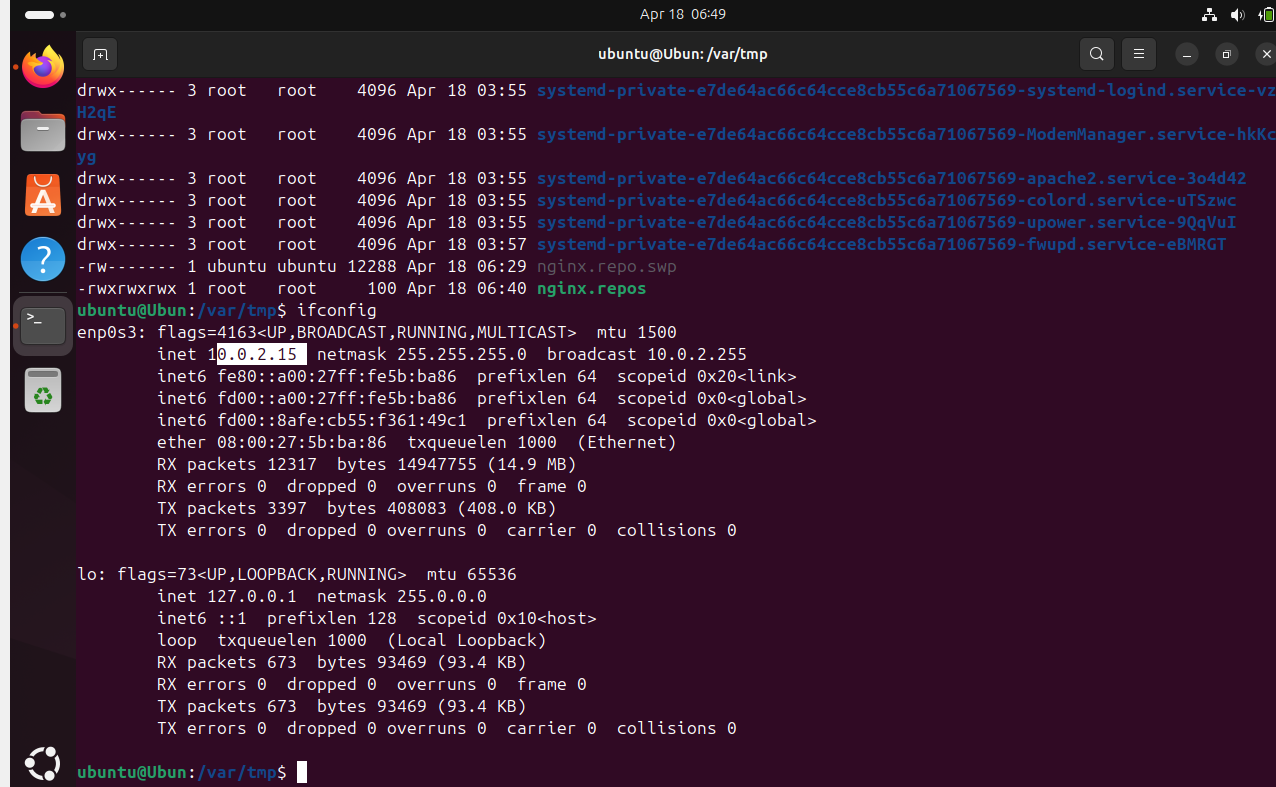 Apr 18 06:49
ubuntu@Ubun: /var/tmp
drwx------ 3 root   root    4096 Apr 18 03:55 systemd-private-e7de64ac66c64cce8cb55c6a71067569-systemd-logind.service-vz
H2qE
drwx------ 3 root   root    4096 Apr 18 03:55 systemd-private-e7de64ac66c64cce8cb55c6a71067569-ModemManager.service-hkKc
yg
drwx------ 3 root   root    4096 Apr 18 03:55 systemd-private-e7de64ac66c64cce8cb55c6a71067569-apache2.service-3o4d42
drwx------ 3 root   root    4096 Apr 18 03:55 systemd-private-e7de64ac66c64cce8cb55c6a71067569-colord.service-uTSzwc
drwx------ 3 root   root    4096 Apr 18 03:55 systemd-private-e7de64ac66c64cce8cb55c6a71067569-upower.service-9QqVuI
drwx------ 3 root   root    4096 Apr 18 03:57 systemd-private-e7de64ac66c64cce8cb55c6a71067569-fwupd.service-eBMRGT
-rw------- 1 ubuntu ubuntu 12288 Apr 18 06:29 nginx.repo.swp
-rwxrwxrwx 1 root   root     100 Apr 18 06:40 nginx.repos
ubuntu@Ubun:/var/tmp$ ifconfig
enp0s3: flags=4163<UP,BROADCAST,RUNNING,MULTICAST>  mtu 1500
        inet 10.0.2.15  netmask 255.255.255.0  broadcast 10.0.2.255
        inet6 fe80::a00:27ff:fe5b:ba86  prefixlen 64  scopeid 0x20<link>
        inet6 fd00::a00:27ff:fe5b:ba86  prefixlen 64  scopeid 0x0<global>
        inet6 fd00::8afe:cb55:f361:49c1  prefixlen 64  scopeid 0x0<global>
        ether 08:00:27:5b:ba:86  txqueuelen 1000  (Ethernet)
        RX packets 12317  bytes 14947755 (14.9 MB)
        RX errors 0  dropped 0  overruns 0  frame 0
        TX packets 3397  bytes 408083 (408.0 KB)
        TX errors 0  dropped 0 overruns 0  carrier 0  collisions 0

lo: flags=73<UP,LOOPBACK,RUNNING>  mtu 65536
        inet 127.0.0.1  netmask 255.0.0.0
        inet6 ::1  prefixlen 128  scopeid 0x10<host>
        loop  txqueuelen 1000  (Local Loopback)
        RX packets 673  bytes 93469 (93.4 KB)
        RX errors 0  dropped 0  overruns 0  frame 0
        TX packets 673  bytes 93469 (93.4 KB)
        TX errors 0  dropped 0 overruns 0  carrier 0  collisions 0

ubuntu@Ubun:/var/tmp$